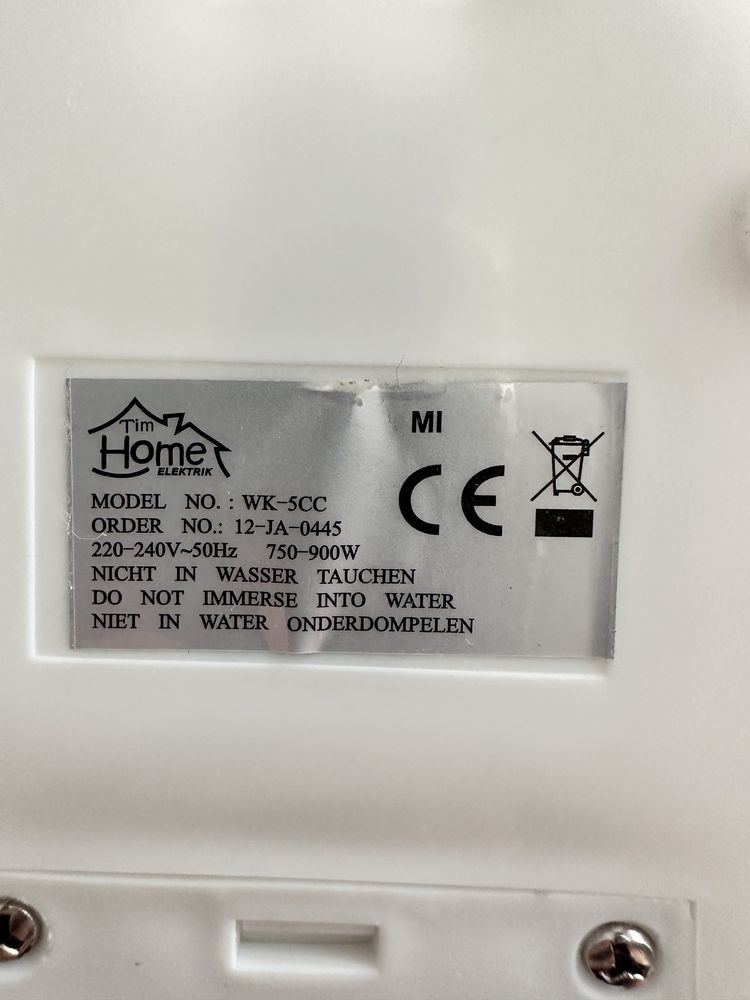 Tim
Home
ELEKTRIK
MI
CE
MODEL NO.: WK-5CC
ORDER NO.: 12-JA-0445
220-240V~50Hz 750-900W
NICHT IN WASSER TAUCHEN
DO NOT IMMERSE INTO WATER
NIET IN WATER ONDERDOMPELEN